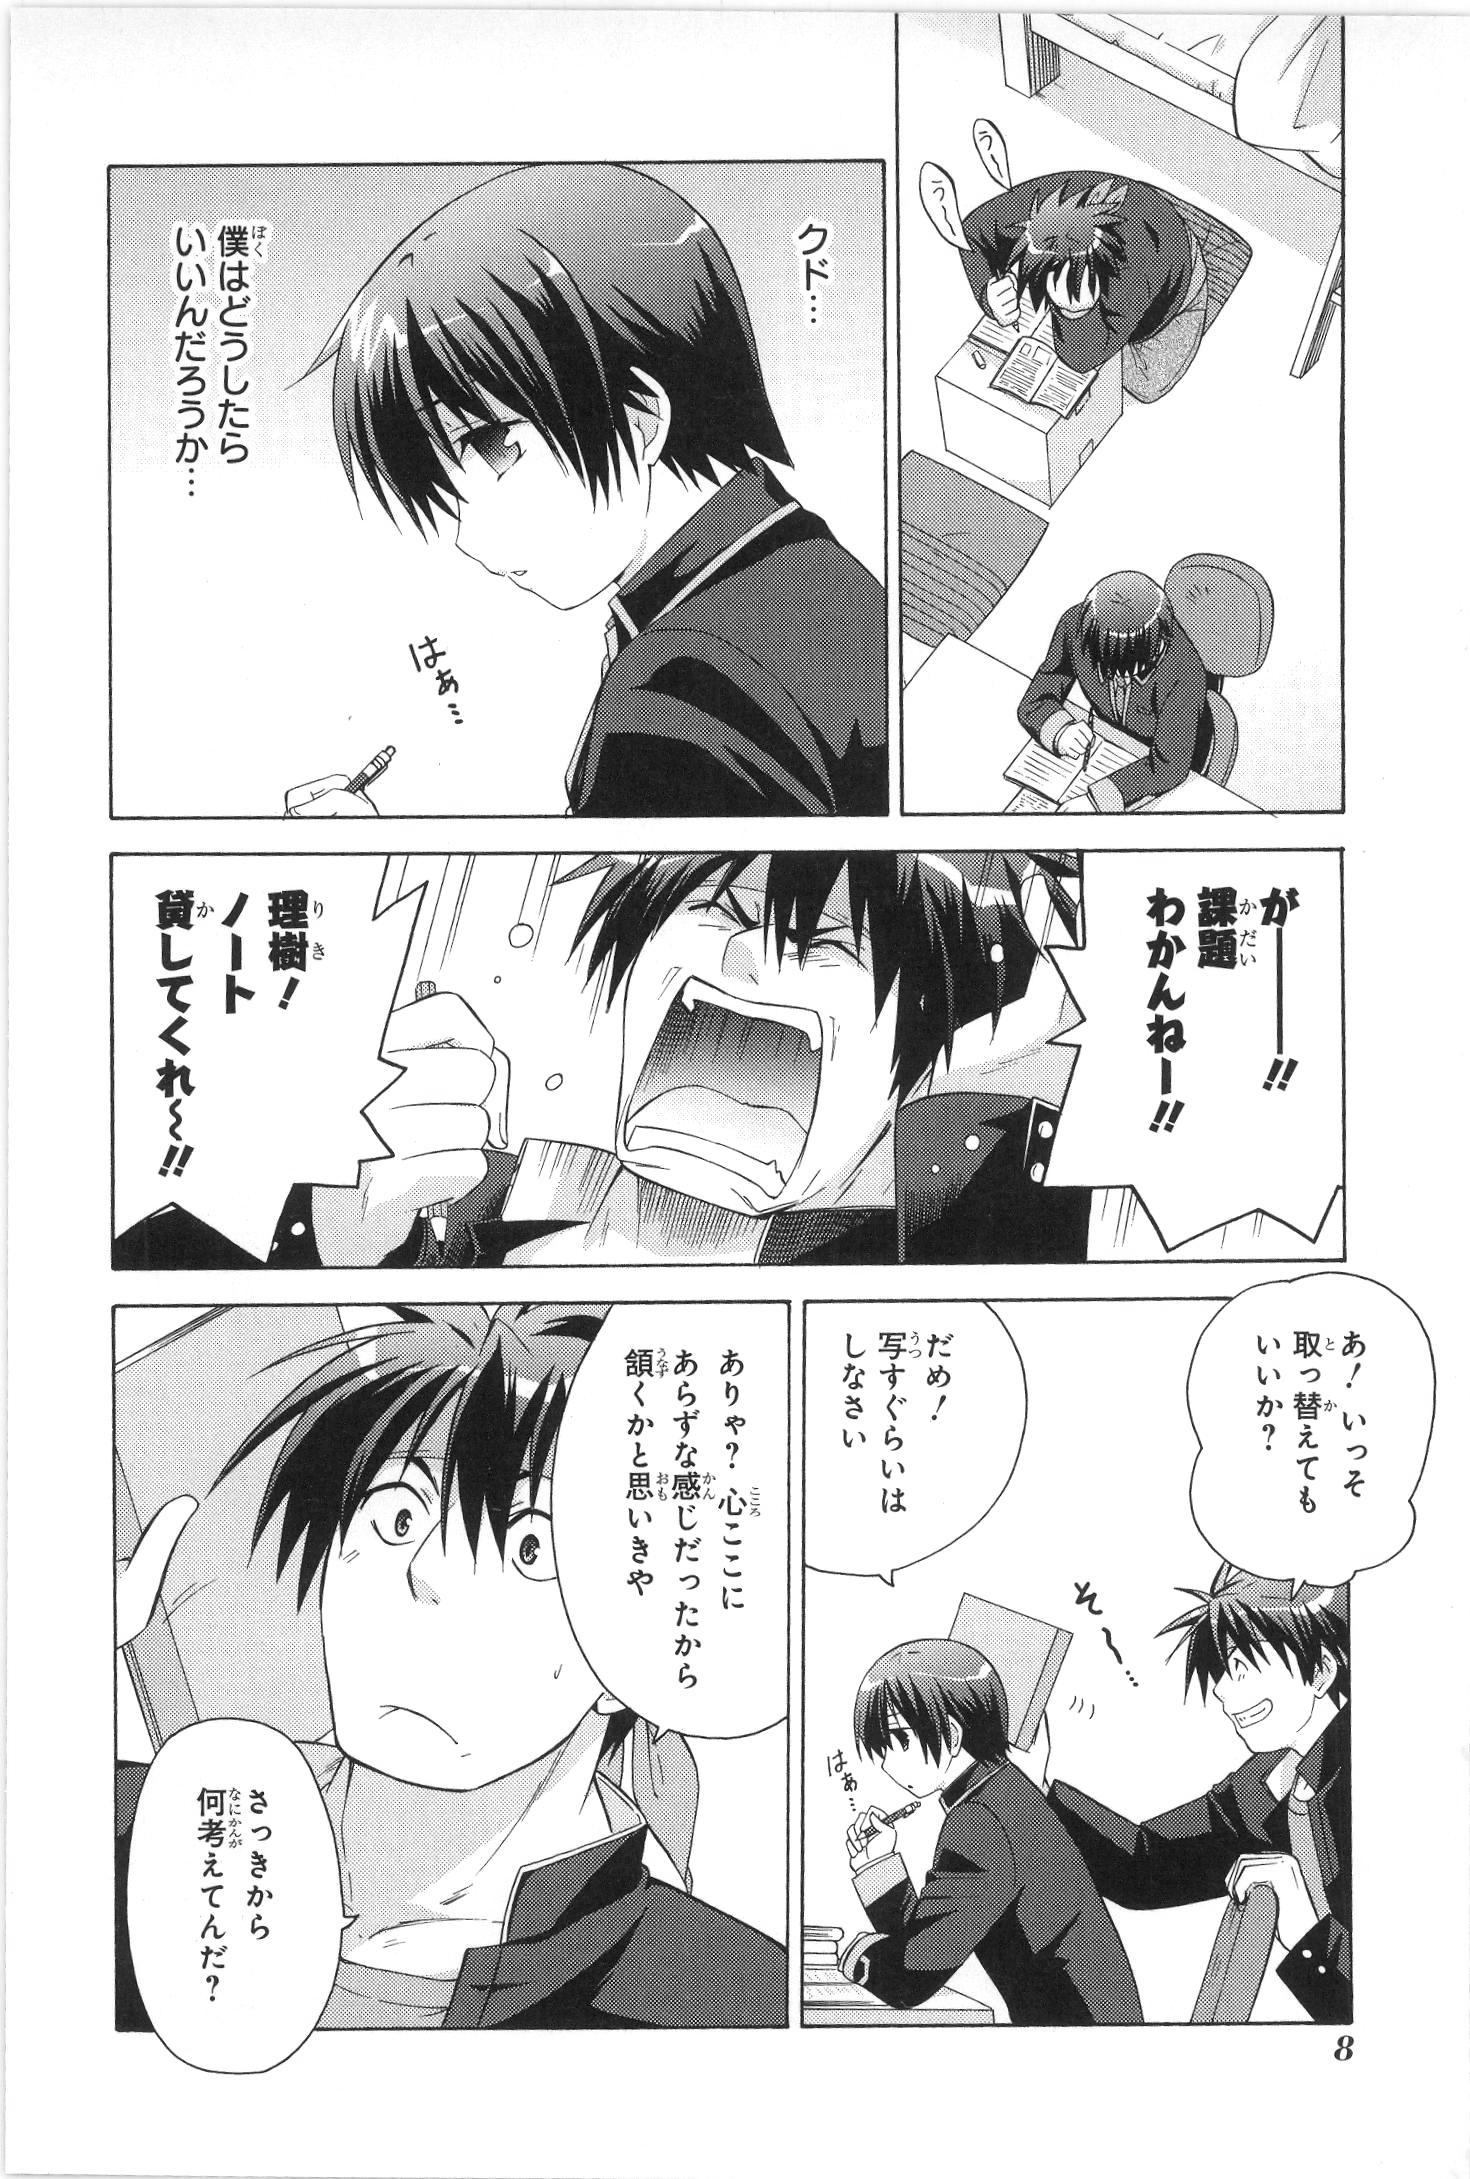 う〜
う〜
クド…
僕はどうしたら
いいんだろうか…
はぁ…
がーーー!!
課題
わかんねー!!
理樹!
ノート
貸してくれ〜!!
あ!いっそ
取っ替えても
いいか?
そ〜…
だめ!
写すぐらいは
しなさい
はぁ…
ありゃ?心ここに
あらずな感じだったから
頷くかと思いきや
さっきから
何考えてんだ?
8